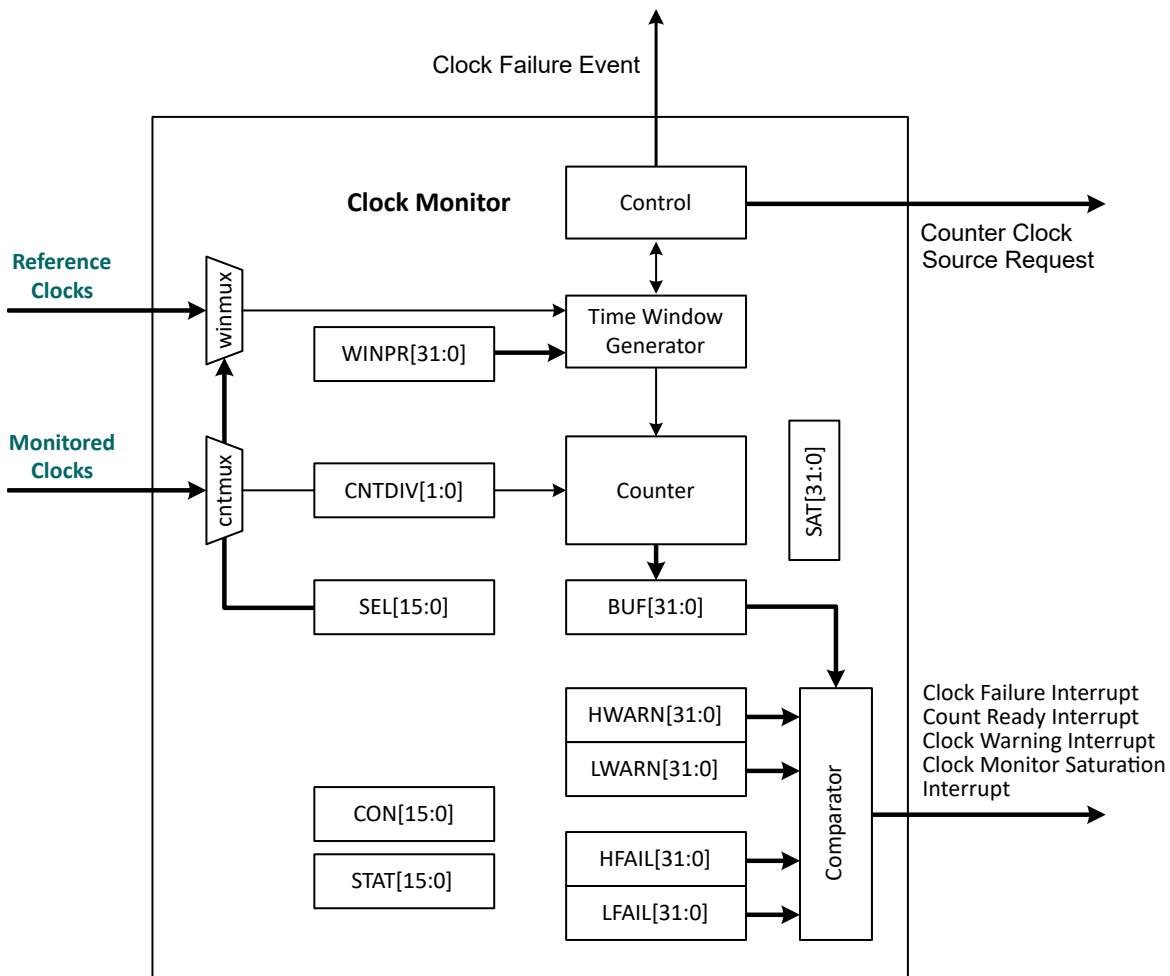 Clock Failure Event
Clock Monitor
Control
Counter Clock
Source Request
Reference
Clocks
winmux
Time Window
Generator
WINPR[31:0]
Monitored
Clocks
cntmux
CNTDIV[1:0]
Counter
SAT[31:0]
SEL[15:0]
BUF[31:0]
HWARN[31:0]
LWARN[31:0]
Clock Failure Interrupt
Count Ready Interrupt
Clock Warning Interrupt
Clock Monitor Saturation
Interrupt
CON[15:0]
STAT[15:0]
HFAIL[31:0]
LFAIL[31:0]
Comparator